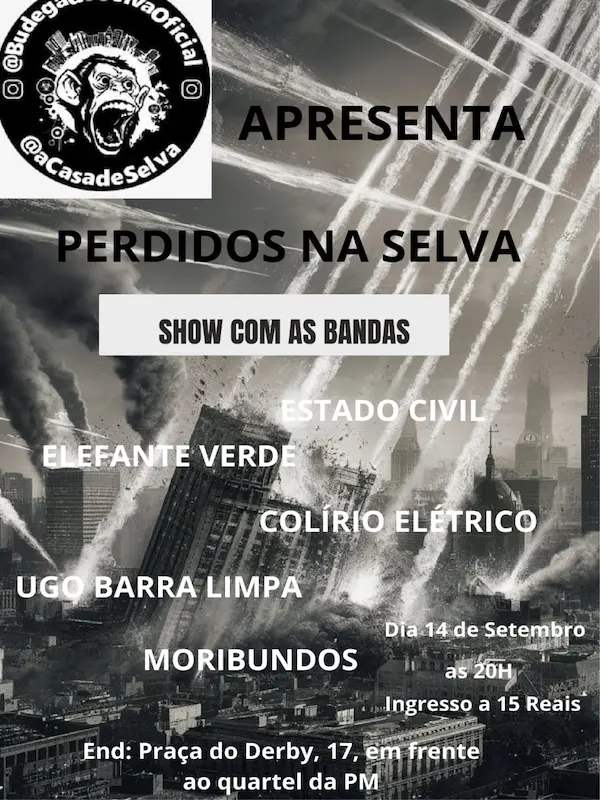 @BudegadeSelvaOficial
@aCasadeSelva
APRESENTA
PERDIDOS NA SELVA
SHOW COM AS BANDAS
ESTADO CIVIL
ELEFANTE VERDE
COLÍRIO ELÉTRICO
UGO BARRA LIMPA
MORIBUNDOS
Dia 14 de Setembro
as 20H
Ingresso a 15 Reais
End: Praça do Derby, 17, em frente
ao quartel da PM